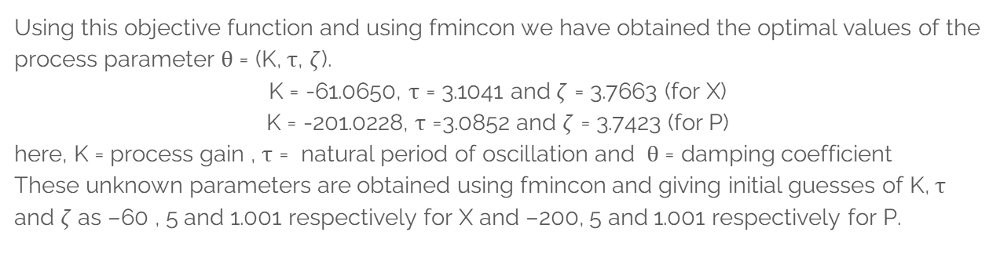 Using this objective function and using fmincon we have obtained the optimal values of the
process parameter θ = (K, τ, ζ).
K = -61.0650, τ = 3.1041 and ζ = 3.7663 (for X)
K = -201.0228, τ =3.0852 and ζ = 3.7423 (for P)
here, K = process gain , τ = natural period of oscillation and θ = damping coefficient
These unknown parameters are obtained using fmincon and giving initial guesses of K, τ
and ζ as –60 , 5 and 1.001 respectively for X and –200, 5 and 1.001 respectively for P.